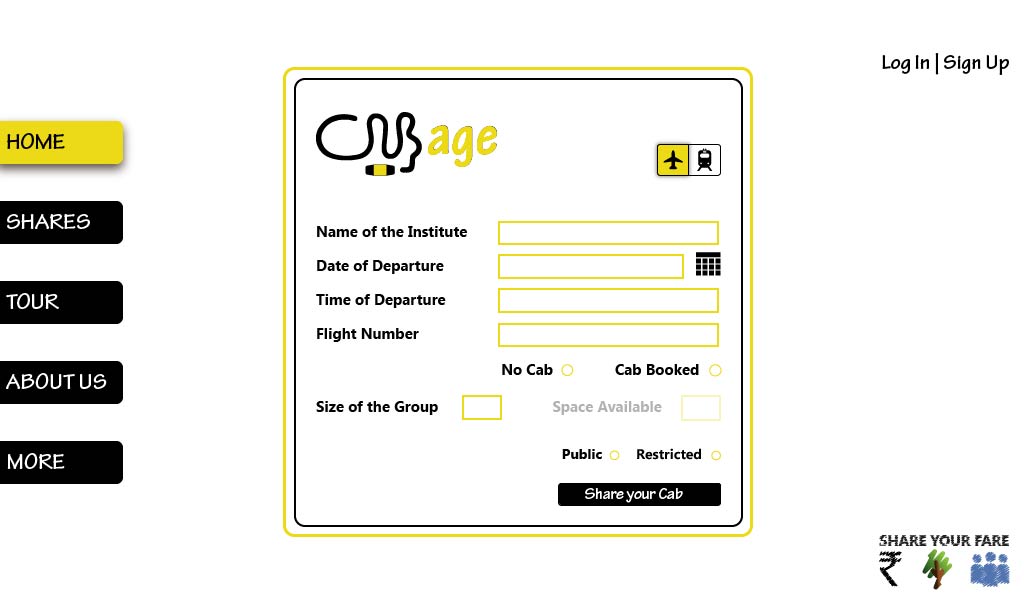 Log In | Sign Up
HOME
SHARES
TOUR
ABOUT US
MORE
CABage
Name of the Institute
Date of Departure
Time of Departure
Flight Number
No Cab Cab Booked
Size of the Group Space Available
Public Restricted
Share your Cab
SHARE YOUR FARE
₹